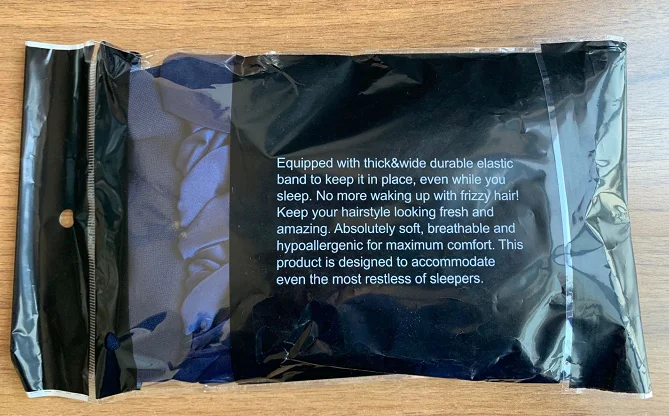 Equipped with thick&wide durable elastic
band to keep it in place, even while you
sleep. No more waking up with frizzy hair!
Keep your hairstyle looking fresh and
amazing. Absolutely soft, breathable and
hypoallergenic for maximum comfort. This
product is designed to accommodate
even the most restless of sleepers.